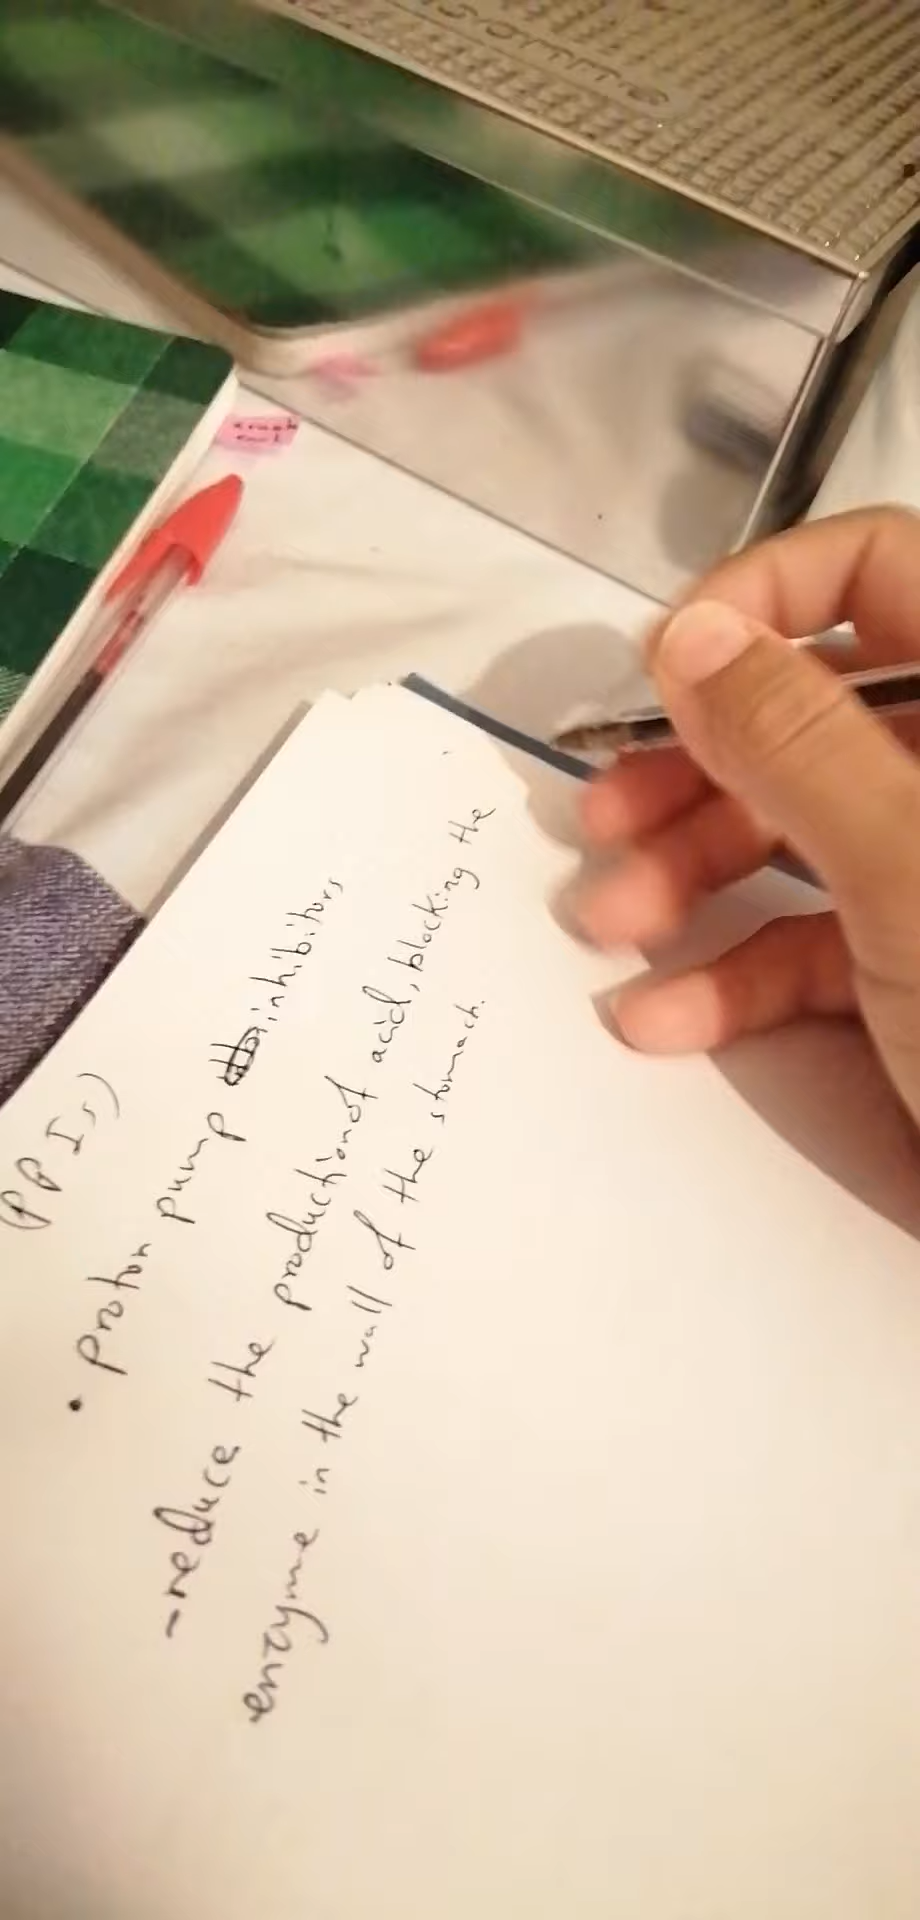 (PPIs)
• proton pump inhibitors
- reduce the production of acid, blocking the
enzyme in the wall of the stomach.